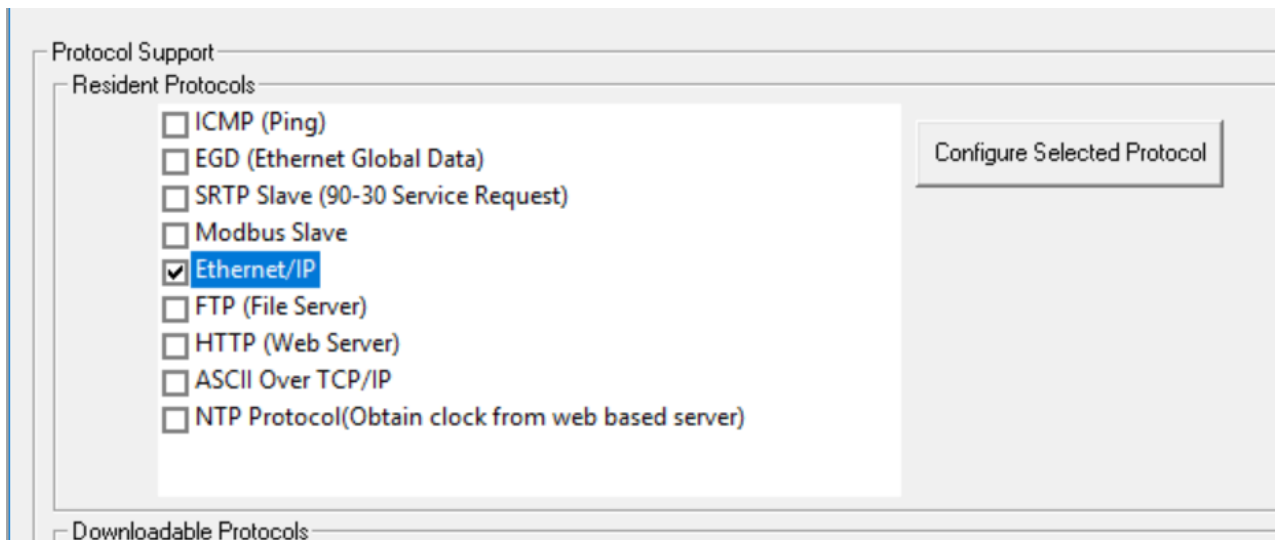 Protocol Support
Resident Protocols
ICMP (Ping)
EGD (Ethernet Global Data)
SRTP Slave (90-30 Service Request)
Modbus Slave
Ethernet/IP
FTP (File Server)
HTTP (Web Server)
ASCII Over TCP/IP
NTP Protocol(Obtain clock from web based server)
Configure Selected Protocol
Downloadable Protocols